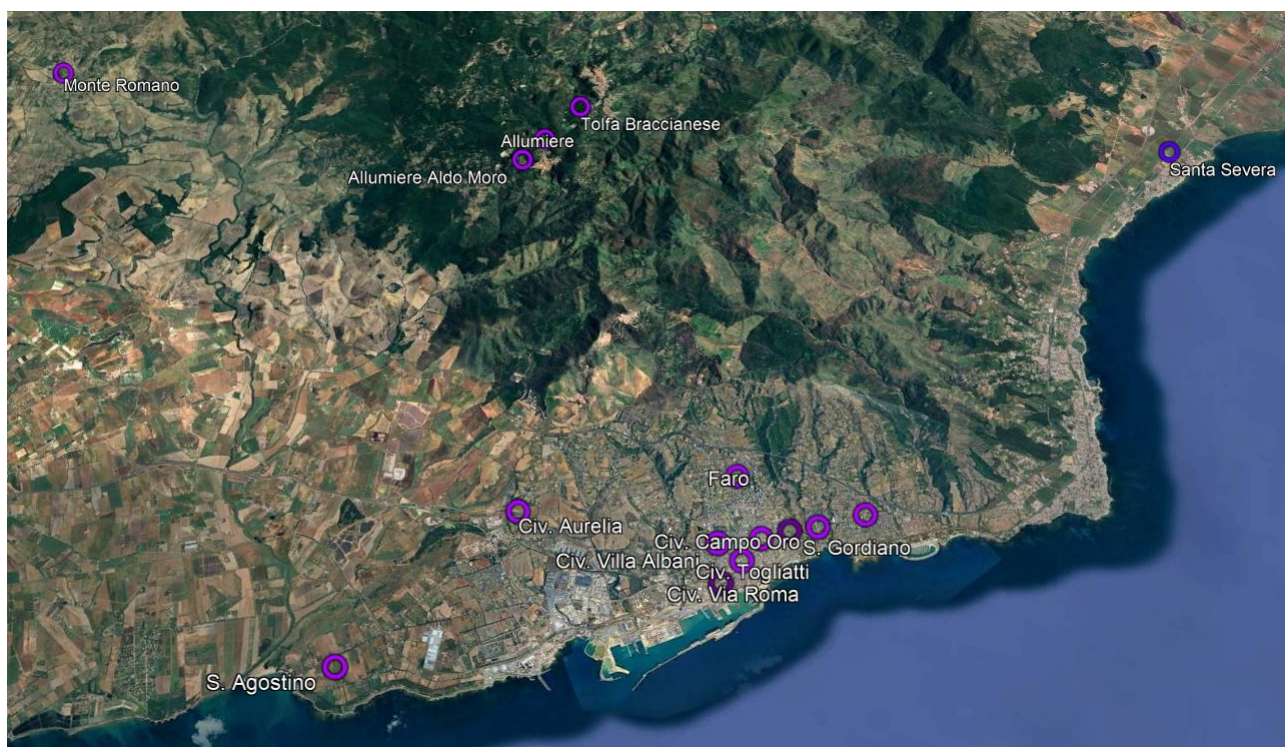 Monte Romano
Tolfa Braccianese
Allumiere
Allumiere Aldo Moro
Santa Severa
Faro
Civ. Aurelia
Civ. Campo Oro
S. Gordiano
Civ. Villa Albani
Civ. Togliatti
Civ. Via Roma
S. Agostino